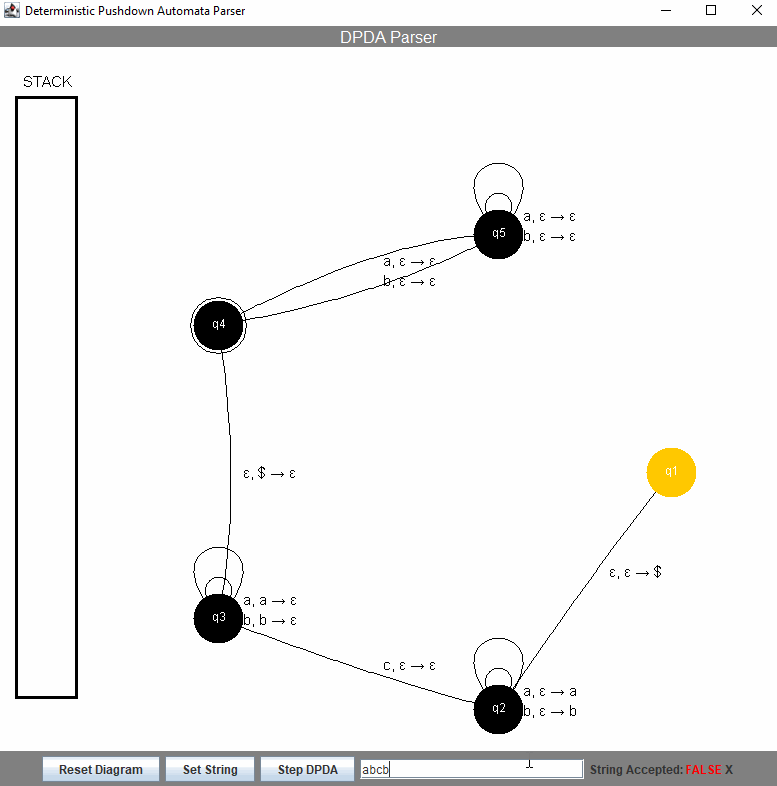 Deterministic Pushdown Automata Parser
DPDA Parser
STACK
q5
a, ε → ε
b, ε → ε
a, ε → ε
b, ε → ε
q4
q1
ε, $ → ε
ε, ε → $
q3
a, a → ε
b, b → ε
c, ε → ε
q2
a, ε → a
b, ε → b
Reset Diagram Set String Step DPDA abcb String Accepted: FALSE X